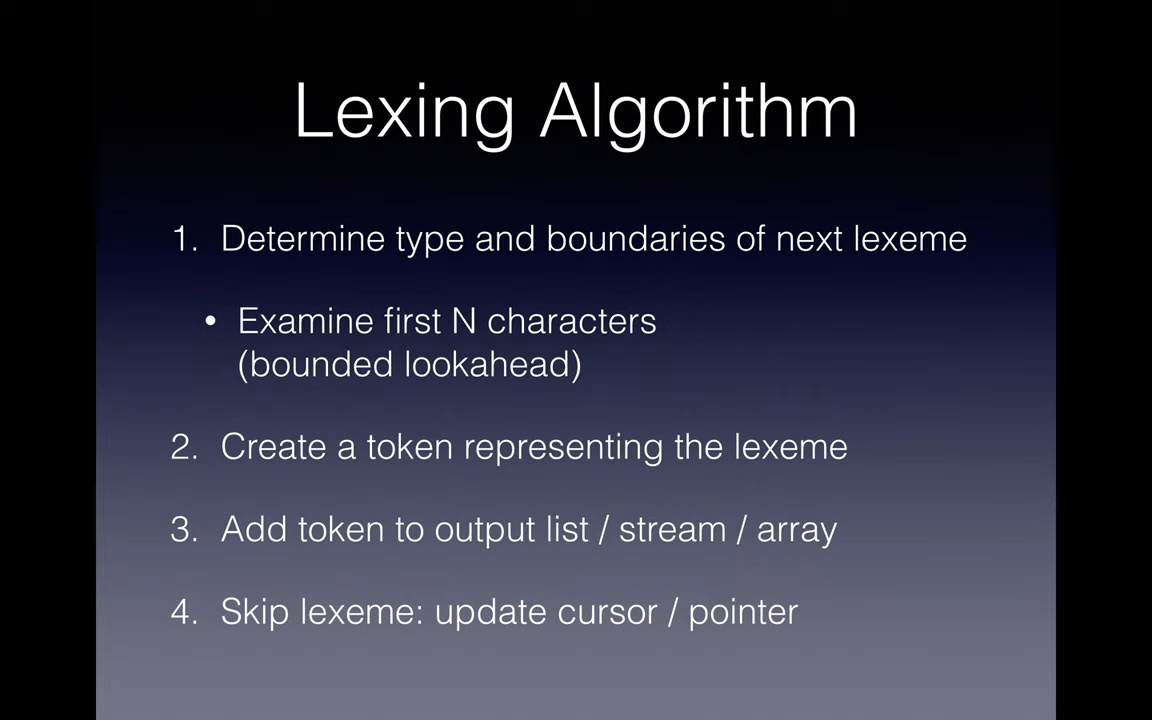 Lexing Algorithm
1. Determine type and boundaries of next lexeme
• Examine first N characters
(bounded lookahead)
2. Create a token representing the lexeme
3. Add token to output list / stream / array
4. Skip lexeme: update cursor / pointer